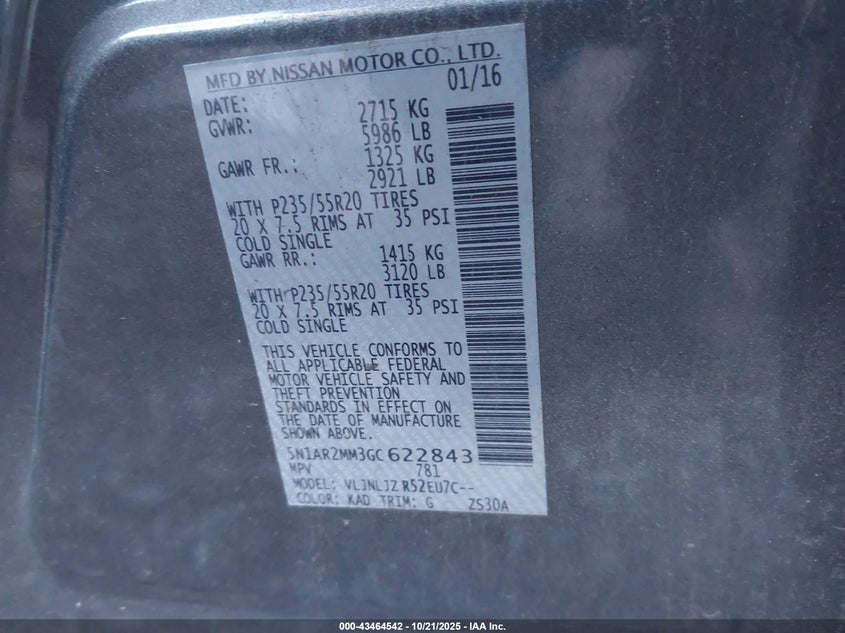 MFD BY NISSAN MOTOR CO., LTD.
DATE: 01/16
GVWR: 2715 KG
5986 LB
GAWR FR.: 1325 KG
2921 LB
WITH P235/55R20 TIRES
20 X 7.5 RIMS AT 35 PSI
COLD SINGLE
GAWR RR.: 1415 KG
3120 LB
WITH P235/55R20 TIRES
20 X 7.5 RIMS AT 35 PSI
COLD SINGLE
THIS VEHICLE CONFORMS TO
ALL APPLICABLE FEDERAL
MOTOR VEHICLE SAFETY AND
THEFT PREVENTION
STANDARDS IN EFFECT ON
THE DATE OF MANUFACTURE
SHOWN ABOVE.
5N1AR2MM3GC622843
MPV 781
MODEL: VLJNLJZ R52EU7C--
COLOR: KAD TRIM: G ZS30A
000-43464542 - 10/21/2025 - IAA Inc.